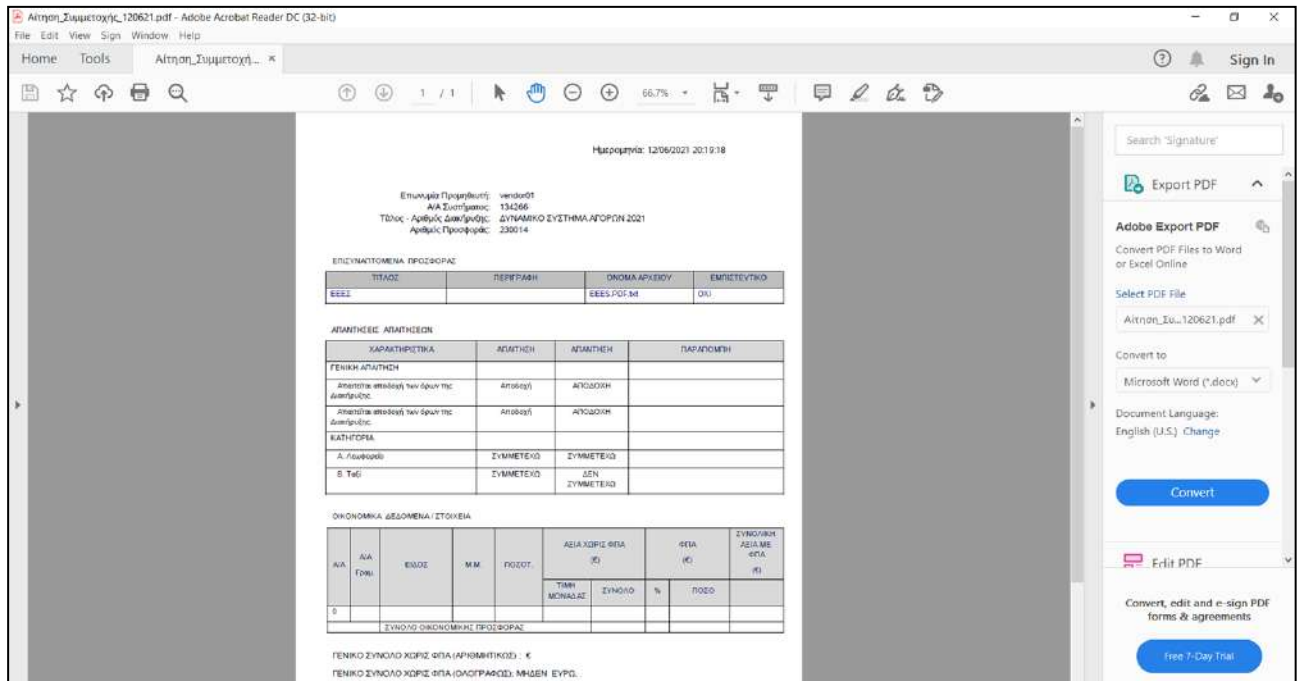 Αίτηση_Συμμετοχής_120621.pdf - Adobe Acrobat Reader DC (32-bit)
File Edit View Sign Window Help
Home Tools Αίτηση_Συμμετοχή... × Sign In
1 / 1 66.7%
Ημερομηνία: 12/06/2021 20:19:18
Επωνυμία Προμηθευτή: vendor01
Α/Α Συστήματος: 134266
Τίτλος - Αριθμός Διακήρυξης: ΔΥΝΑΜΙΚΟ ΣΥΣΤΗΜΑ ΑΓΟΡΩΝ 2021
Αριθμός Προσφοράς: 230014
ΕΠΙΣΥΝΑΠΤΟΜΕΝΑ ΠΡΟΣΦΟΡΑΣ
ΤΙΤΛΟΣ ΠΕΡΙΓΡΑΦΗ ΟΝΟΜΑ ΑΡΧΕΙΟΥ ΕΜΠΙΣΤΕΥΤΙΚΟ
ΕΕΕΣ EEES.PDF.txt ΟΧΙ
ΑΠΑΝΤΗΣΕΙΣ ΑΠΑΙΤΗΣΕΩΝ
ΧΑΡΑΚΤΗΡΙΣΤΙΚΑ ΑΠΑΙΤΗΣΗ ΑΠΑΝΤΗΣΗ ΠΑΡΑΠΟΜΠΗ
ΓΕΝΙΚΗ ΑΠΑΙΤΗΣΗ
Απαιτείται αποδοχή των όρων της Αποδοχή ΑΠΟΔΟΧΗ
Διακήρυξης.
Απαιτείται αποδοχή των όρων της Αποδοχή ΑΠΟΔΟΧΗ
Διακήρυξης.
ΚΑΤΗΓΟΡΙΑ
Α. Λεωφορείο ΣΥΜΜΕΤΕΧΩ ΣΥΜΜΕΤΕΧΩ
Β. Ταξί ΣΥΜΜΕΤΕΧΩ ΔΕΝ
ΣΥΜΜΕΤΕΧΩ
ΟΙΚΟΝΟΜΙΚΑ ΔΕΔΟΜΕΝΑ / ΣΤΟΙΧΕΙΑ
Α/Α Α/Α Γραμ. ΕΙΔΟΣ Μ.Μ. ΠΟΣΟΤ. ΑΞΙΑ ΧΩΡΙΣ ΦΠΑ (€) ΦΠΑ (€) ΣΥΝΟΛΙΚΗ ΑΞΙΑ ΜΕ ΦΠΑ (€)
ΤΙΜΗ ΜΟΝΑΔΑΣ ΣΥΝΟΛΟ % ΠΟΣΟ
0
ΣΥΝΟΛΟ ΟΙΚΟΝΟΜΙΚΗΣ ΠΡΟΣΦΟΡΑΣ
ΓΕΝΙΚΟ ΣΥΝΟΛΟ ΧΩΡΙΣ ΦΠΑ (ΑΡΙΘΜΗΤΙΚΩΣ) : €
ΓΕΝΙΚΟ ΣΥΝΟΛΟ ΧΩΡΙΣ ΦΠΑ (ΟΛΟΓΡΑΦΩΣ): ΜΗΔΕΝ ΕΥΡΩ.
Search 'Signature'
Export PDF
Adobe Export PDF
Convert PDF Files to Word
or Excel Online
Select PDF File
Αίτηση_Συ...120621.pdf ×
Convert to
Microsoft Word (*.docx)
Document Language:
English (U.S.) Change
Convert
Edit PDF
Convert, edit and e-sign PDF
forms & agreements
Free 7-Day Trial